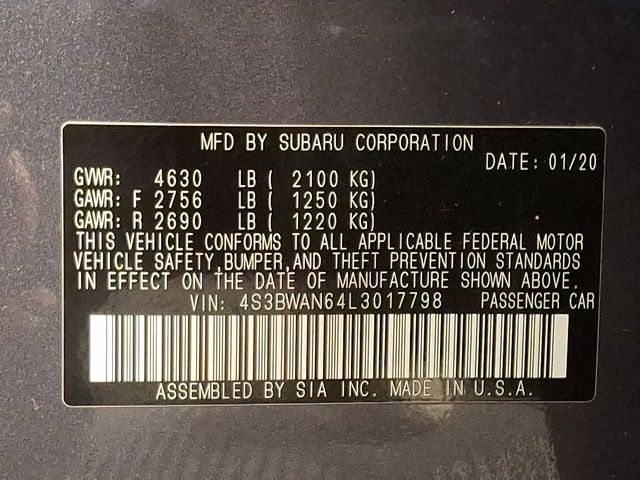 MFD BY SUBARU CORPORATION
DATE: 01/20
GVWR: 4630 LB ( 2100 KG)
GAWR: F 2756 LB ( 1250 KG)
GAWR: R 2690 LB ( 1220 KG)
THIS VEHICLE CONFORMS TO ALL APPLICABLE FEDERAL MOTOR
VEHICLE SAFETY,BUMPER,AND THEFT PREVENTION STANDARDS
IN EFFECT ON THE DATE OF MANUFACTURE SHOWN ABOVE.
VIN: 4S3BWAN64L3017798 PASSENGER CAR
ASSEMBLED BY SIA INC. MADE IN U.S.A.